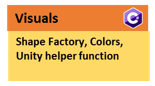 Visuals
C#
Shape Factory, Colors,
Unity helper function